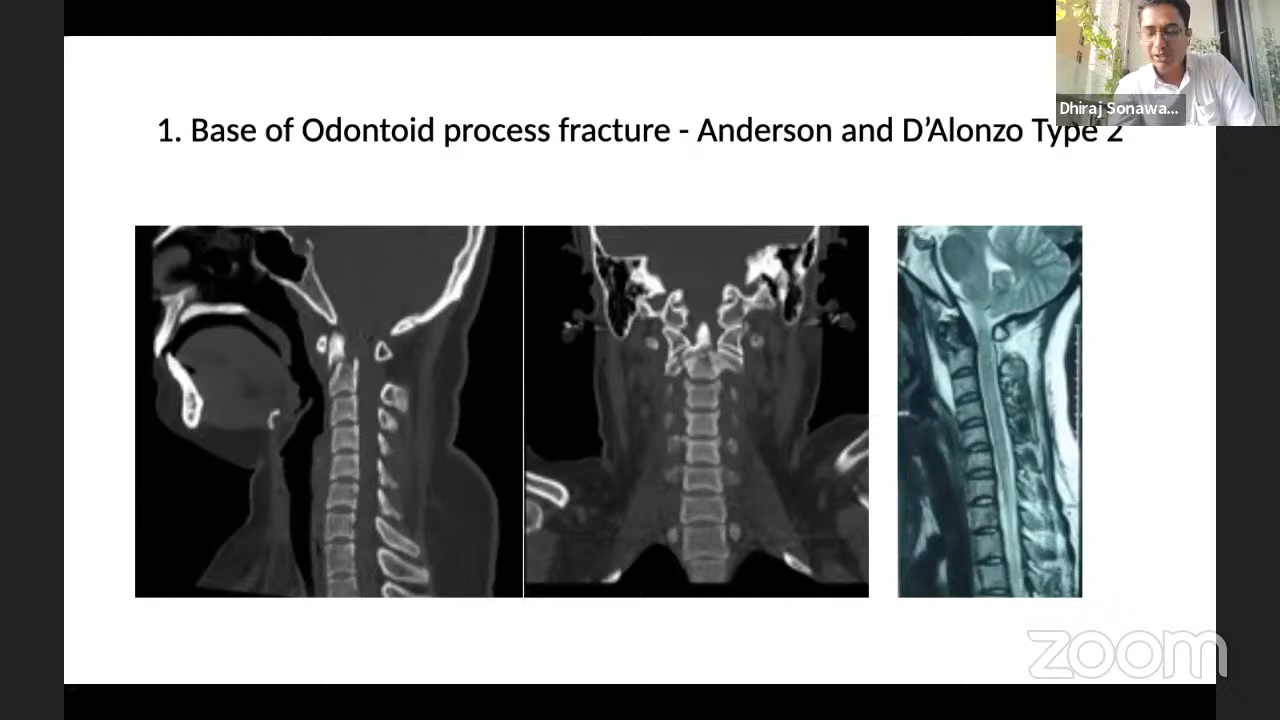 Dhiraj Sonawa...
1. Base of Odontoid process fracture - Anderson and D’Alonzo Type 2
zoom